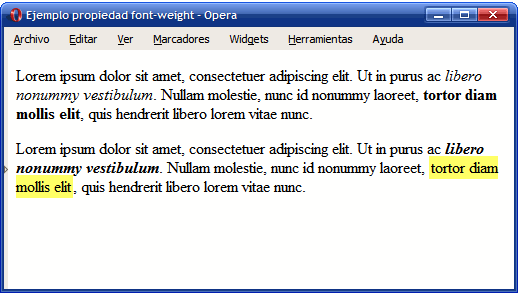 Ejemplo propiedad font-weight - Opera
Archivo Editar Ver Marcadores Widgets Herramientas Ayuda
Lorem ipsum dolor sit amet, consectetuer adipiscing elit. Ut in purus ac libero
nonummy vestibulum. Nullam molestie, nunc id nonummy laoreet, tortor diam
mollis elit, quis hendrerit libero lorem vitae nunc.
Lorem ipsum dolor sit amet, consectetuer adipiscing elit. Ut in purus ac libero
nonummy vestibulum. Nullam molestie, nunc id nonummy laoreet, tortor diam
mollis elit, quis hendrerit libero lorem vitae nunc.